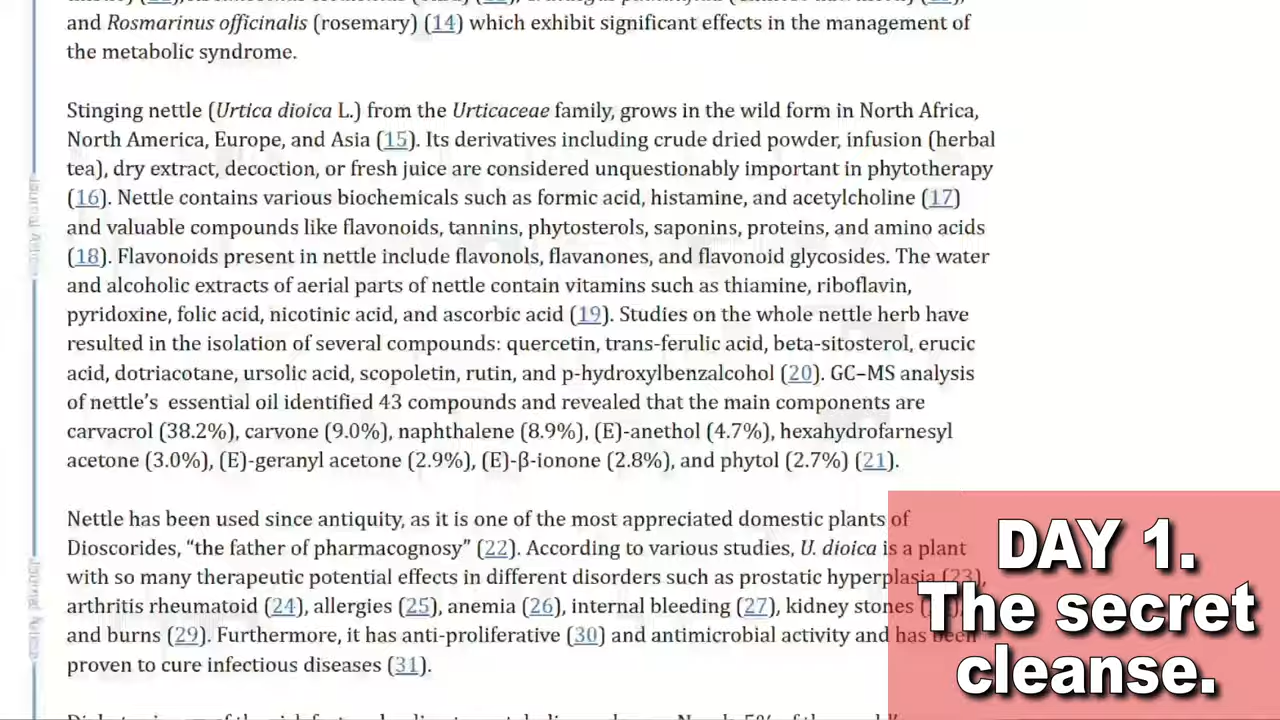 and Rosmarinus officinalis (rosemary) (14) which exhibit significant effects in the management of
the metabolic syndrome.
Stinging nettle (Urtica dioica L.) from the Urticaceae family, grows in the wild form in North Africa,
North America, Europe, and Asia (15). Its derivatives including crude dried powder, infusion (herbal
tea), dry extract, decoction, or fresh juice are considered unquestionably important in phytotherapy
(16). Nettle contains various biochemicals such as formic acid, histamine, and acetylcholine (17)
and valuable compounds like flavonoids, tannins, phytosterols, saponins, proteins, and amino acids
(18). Flavonoids present in nettle include flavonols, flavanones, and flavonoid glycosides. The water
and alcoholic extracts of aerial parts of nettle contain vitamins such as thiamine, riboflavin,
pyridoxine, folic acid, nicotinic acid, and ascorbic acid (19). Studies on the whole nettle herb have
resulted in the isolation of several compounds: quercetin, trans-ferulic acid, beta-sitosterol, erucic
acid, dotriacotane, ursolic acid, scopoletin, rutin, and p-hydroxylbenzalcohol (20). GC–MS analysis
of nettle's essential oil identified 43 compounds and revealed that the main components are
carvacrol (38.2%), carvone (9.0%), naphthalene (8.9%), (E)-anethol (4.7%), hexahydrofarnesyl
acetone (3.0%), (E)-geranyl acetone (2.9%), (E)-β-ionone (2.8%), and phytol (2.7%) (21).
Nettle has been used since antiquity, as it is one of the most appreciated domestic plants of
Dioscorides, “the father of pharmacognosy” (22). According to various studies, U. dioica is a plant
with so many therapeutic potential effects in different disorders such as prostatic hyperplasia (23),
arthritis rheumatoid (24), allergies (25), anemia (26), internal bleeding (27), kidney stones
and burns (29). Furthermore, it has anti-proliferative (30) and antimicrobial activity and has been
proven to cure infectious diseases (31).
DAY 1.
The secret
cleanse.